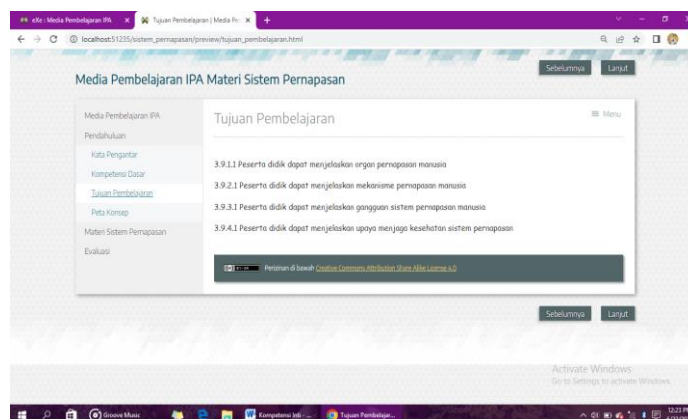 eXe : Media Pembelajaran IPA
Tujuan Pembelajaran | Media Pe
localhost:51235/sistem_pernapasan/preview/tujuan_pembelajaran.html
Media Pembelajaran IPA Materi Sistem Pernapasan
Sebelumnya
Lanjut
Media Pembelajaran IPA
Pendahuluan
Kata Pengantar
Kompetensi Dasar
Tujuan Pembelajaran
Peta Konsep
Materi Sistem Pernapasan
Evaluasi
Tujuan Pembelajaran
Menu
3.9.1.1 Peserta didik dapat menjelaskan organ pernapasan manusia
3.9.2.1 Peserta didik dapat menjelaskan mekanisme pernapasan manusia
3.9.3.1 Peserta didik dapat menjelaskan gangguan sistem pernapasan manusia
3.9.4.1 Peserta didik dapat menjelaskan upaya menjaga kesehatan sistem pernapasan
Perizinan di bawah Creative Commons Attribution Share Alike License 4.0
Sebelumnya
Lanjut
Activate Windows
Go to Settings to activate Windows.
Groove Music
Kompetensi Inti - ...
Tujuan Pembelajar...
12:23 PM